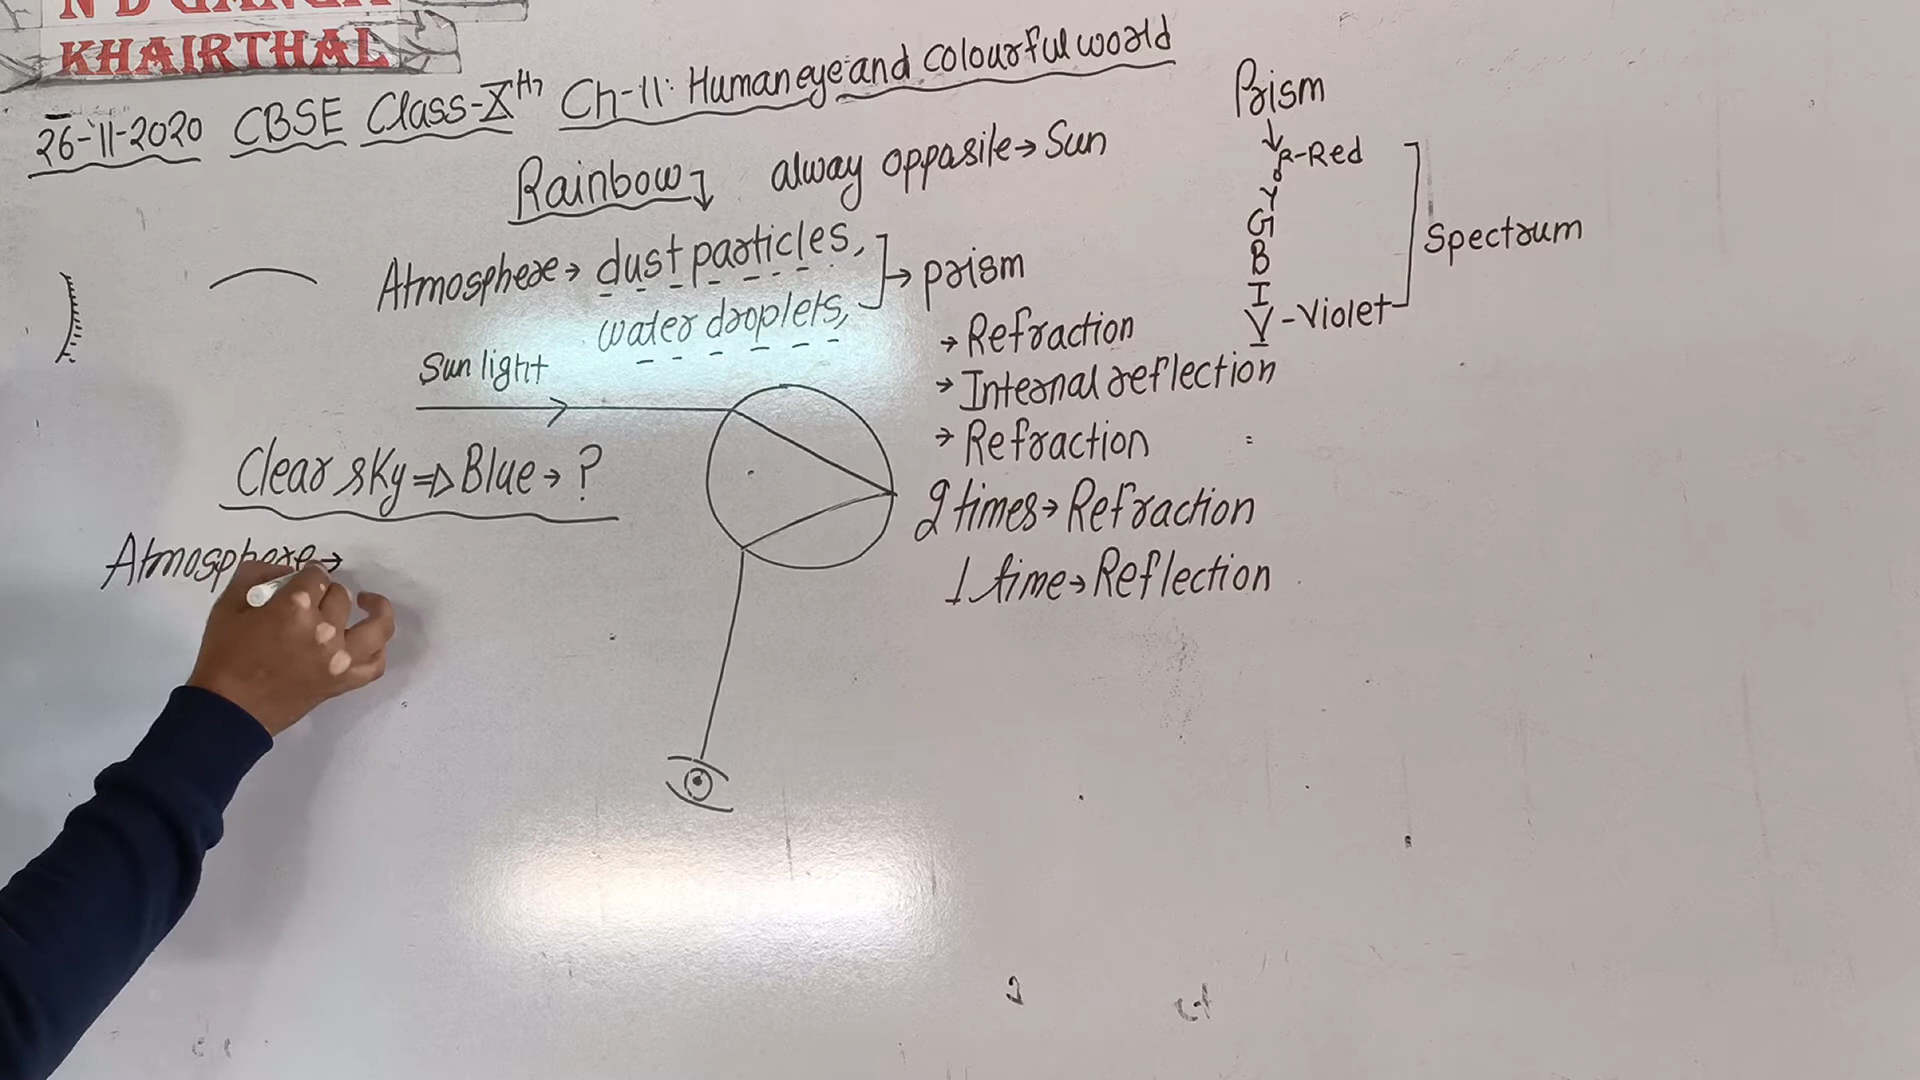 KHAIRTHAL
26-11-2020 CBSE Class-Xth Ch-11: Human eye and colourful world
Rainbow
alway opposite → Sun
Atmosphere → dust particles,
water droplets,
→ prism
→ Refraction
→ Internal reflection
→ Refraction
2 times → Refraction
1 time → Reflection
Prism
R-Red
O
Y
G
B
I
V-Violet
Spectrum
Sun light
Clear sky ⇒ Blue → ?
Atmosphere →